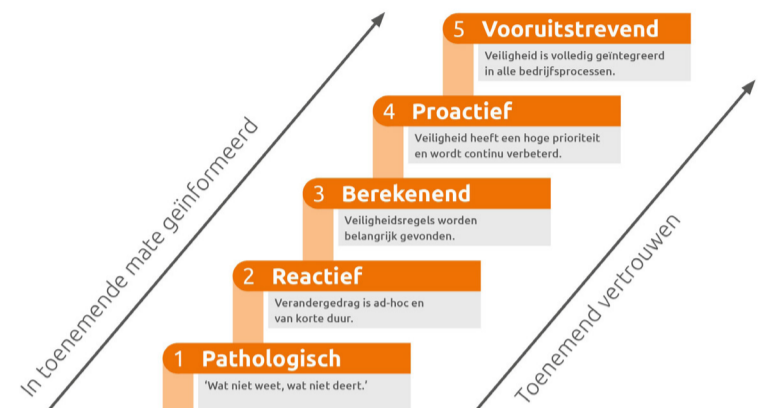 5 Vooruitstrevend
Veiligheid is volledig geïntegreerd
in alle bedrijfsprocessen.
4 Proactief
Veiligheid heeft een hoge prioriteit
en wordt continu verbeterd.
3 Berekenend
Veiligheidsregels worden
belangrijk gevonden.
2 Reactief
Verandergedrag is ad-hoc en
van korte duur.
1 Pathologisch
‘Wat niet weet, wat niet deert.’
In toenemende mate geïnformeerd
Toenemend vertrouwen